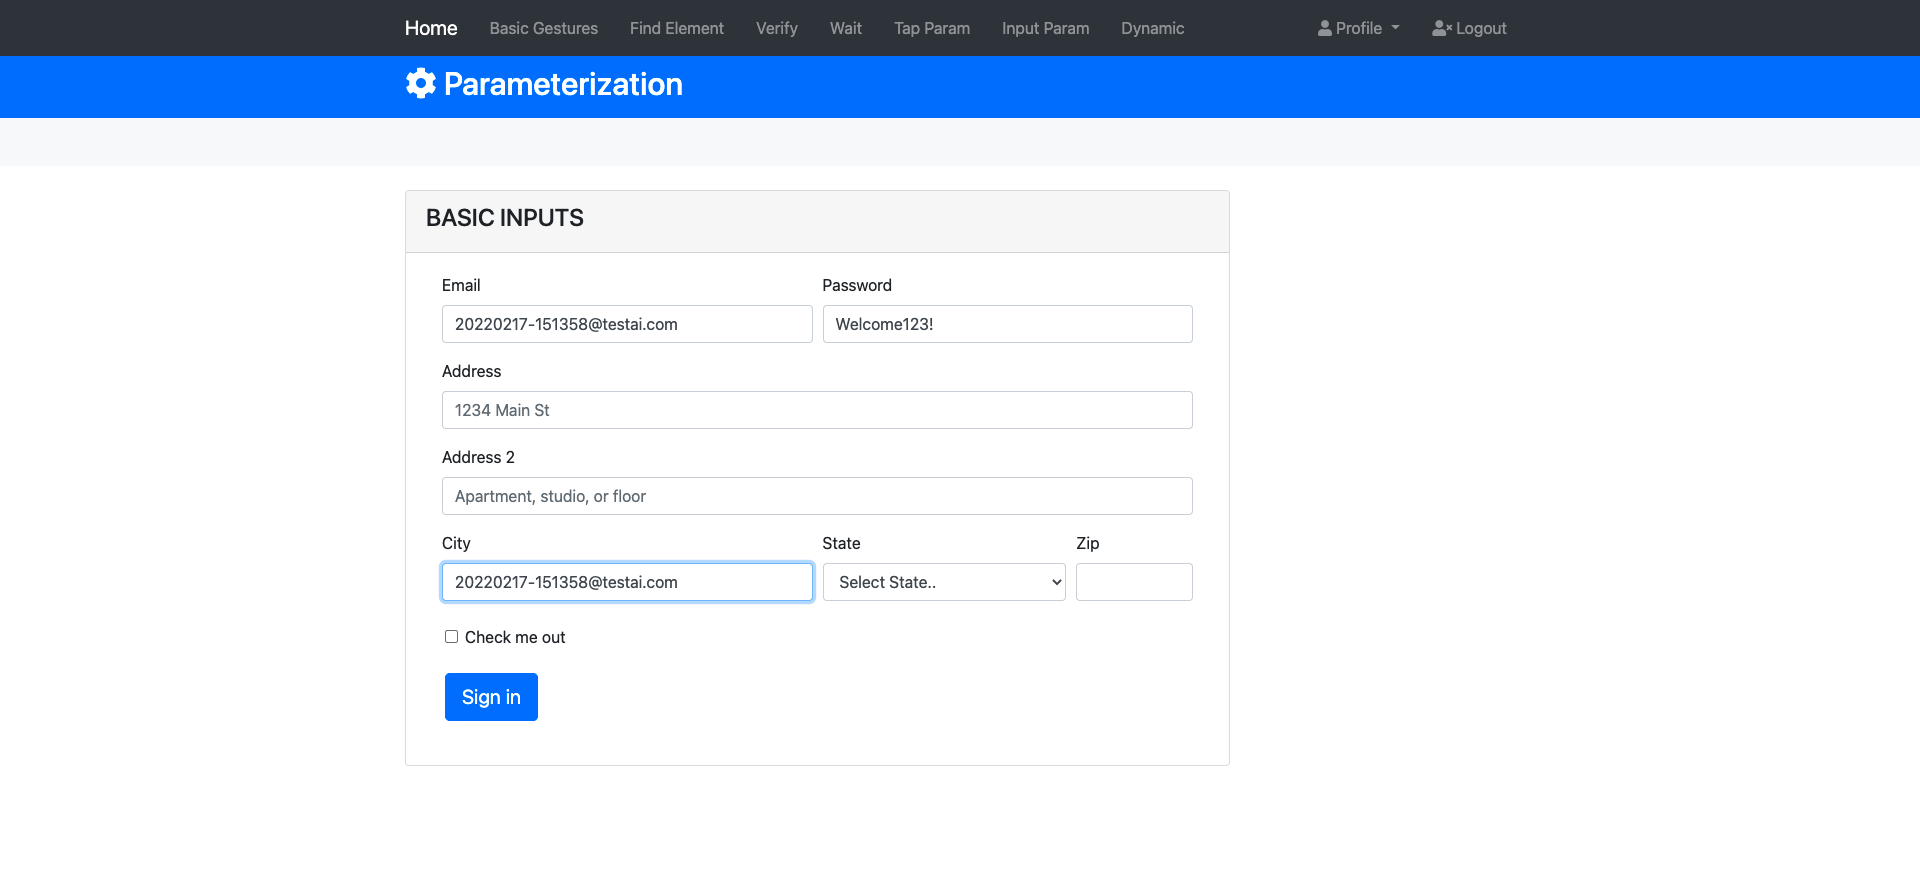 Home Basic Gestures Find Element Verify Wait Tap Param Input Param Dynamic Profile Logout
Parameterization
BASIC INPUTS
Email Password
20220217-151358@testai.com Welcome123!
Address
1234 Main St
Address 2
Apartment, studio, or floor
City State Zip
20220217-151358@testai.com Select State..
Check me out
Sign in